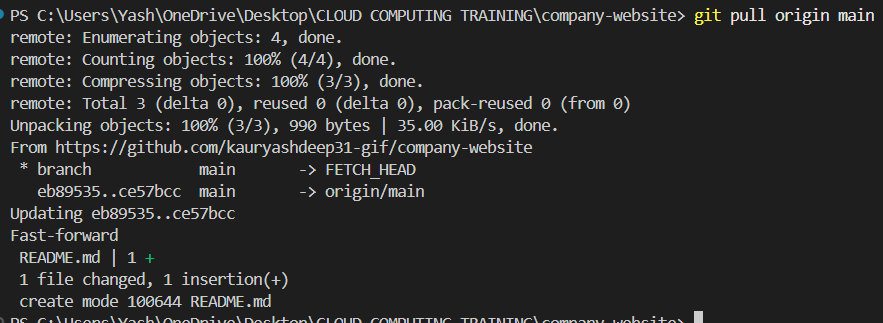 PS C:\Users\Yash\OneDrive\Desktop\CLOUD COMPUTING TRAINING\company-website> git pull origin main
remote: Enumerating objects: 4, done.
remote: Counting objects: 100% (4/4), done.
remote: Compressing objects: 100% (3/3), done.
remote: Total 3 (delta 0), reused 0 (delta 0), pack-reused 0 (from 0)
Unpacking objects: 100% (3/3), 990 bytes | 35.00 KiB/s, done.
From https://github.com/kauryashdeep31-gif/company-website
 * branch            main       -> FETCH_HEAD
   eb89535..ce57bcc  main       -> origin/main
Updating eb89535..ce57bcc
Fast-forward
 README.md | 1 +
 1 file changed, 1 insertion(+)
 create mode 100644 README.md
PS C:\Users\Yash\OneDrive\Desktop\CLOUD COMPUTING TRAINING\company-website>